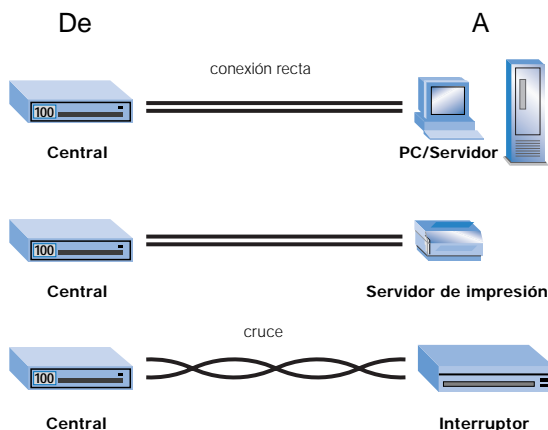 De A
conexión recta
100
Central PC/Servidor
100
Central Servidor de impresión
cruce
100
Central Interruptor